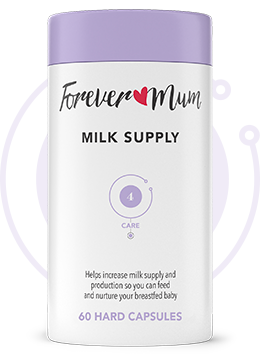 Forever Mum
MILK SUPPLY
4
CARE
Helps increase milk supply and
production so you can feed
and nurture your breastfed baby
60 HARD CAPSULES